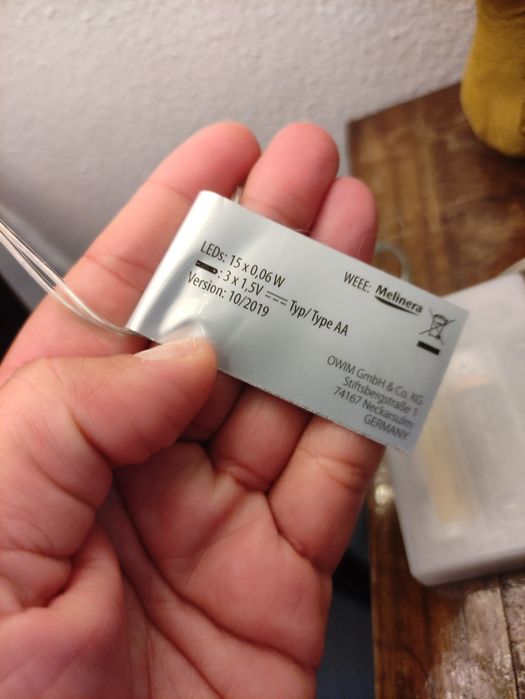 LEDs: 15 x 0,06 W
: 3 x 1,5V Typ/Type AA
Version: 10/2019
WEEE: Melinera
OWIM GmbH & Co. KG
Stiftsbergstraße 1
74167 Neckarsulm
GERMANY